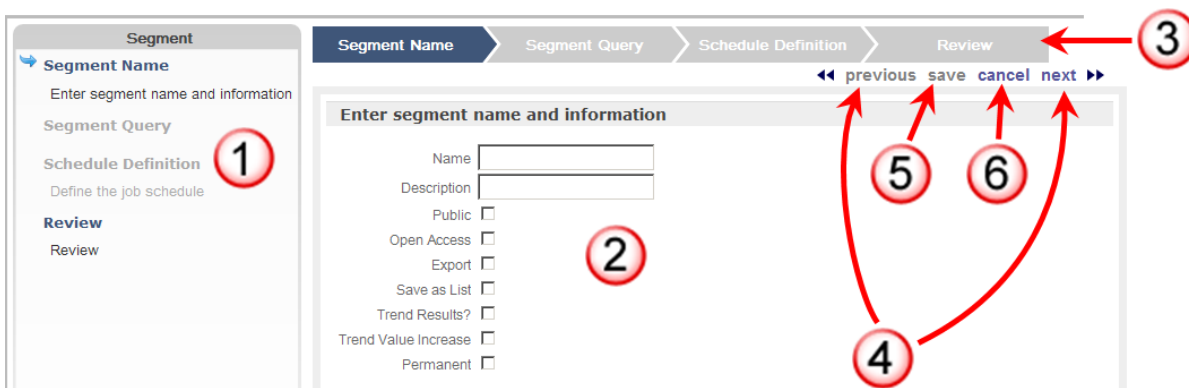 Segment
Segment Name
Enter segment name and information
Segment Query
Schedule Definition
Define the job schedule
Review
Review
1
Segment Name Segment Query Schedule Definition Review
3
previous save cancel next
Enter segment name and information
Name
Description
Public
Open Access
Export
Save as List
Trend Results?
Trend Value Increase
Permanent
5
6
2
4